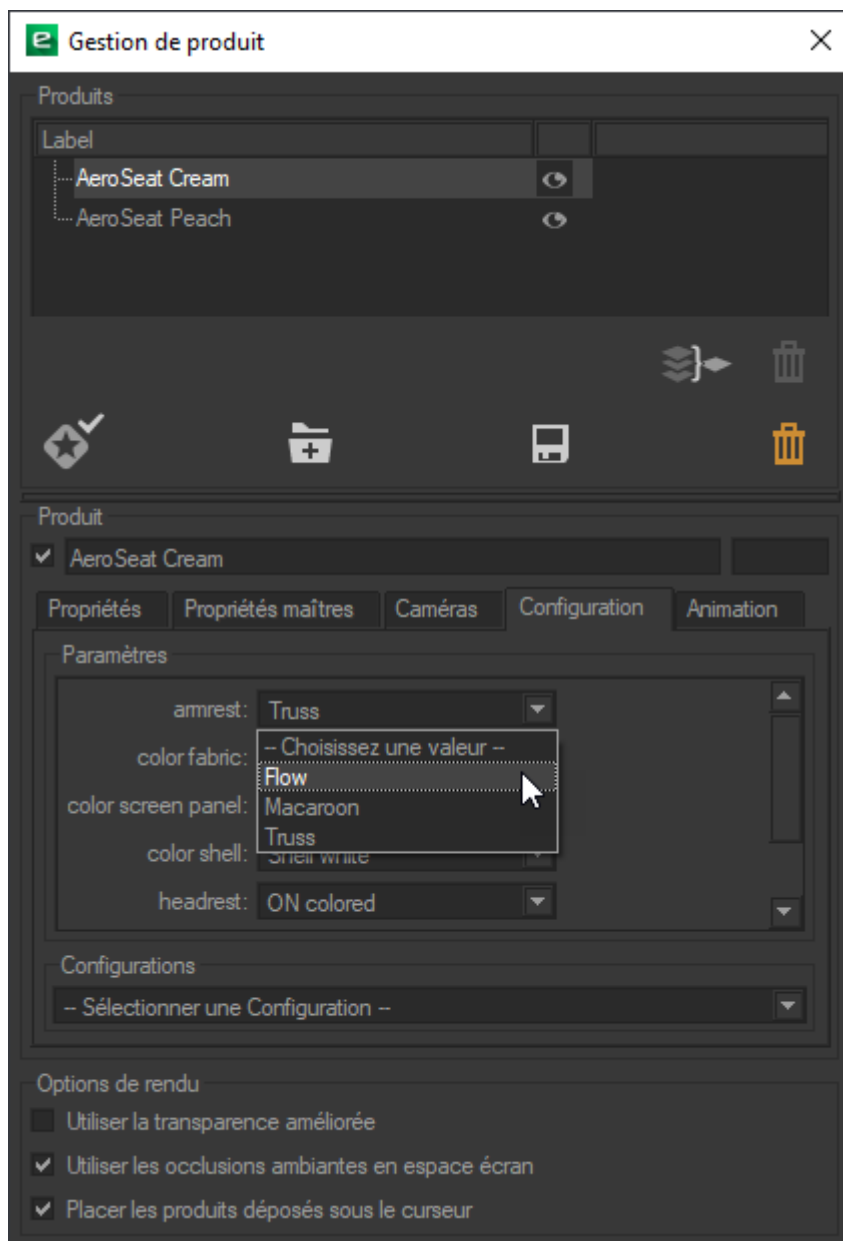 Gestion de produit
Produits
Label
AeroSeat Cream
AeroSeat Peach
Produit
AeroSeat Cream
Propriétés Propriétés maîtres Caméras Configuration Animation
Paramètres
armrest: Truss
-- Choisissez une valeur --
color fabric:
Flow
color screen panel: Macaroon
Truss
color shell: Shell white
headrest: ON colored
Configurations
-- Sélectionner une Configuration --
Options de rendu
Utiliser la transparence améliorée
Utiliser les occlusions ambiantes en espace écran
Placer les produits déposés sous le curseur